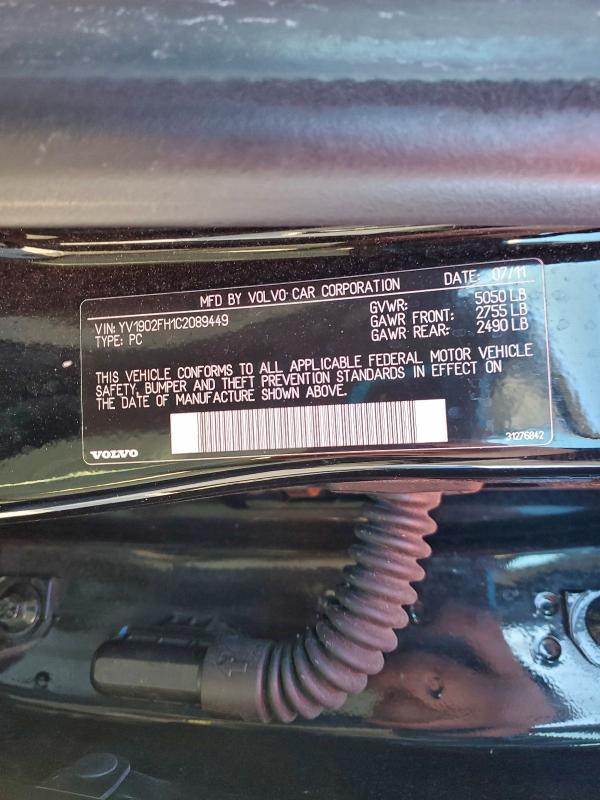 MFD BY VOLVO CAR CORPORATION DATE: 07/11
VIN: YV1902FH1C2089449 GVWR: 5050 LB
TYPE: PC GAWR FRONT: 2755 LB
GAWR REAR: 2490 LB
THIS VEHICLE CONFORMS TO ALL APPLICABLE FEDERAL MOTOR VEHICLE
SAFETY, BUMPER AND THEFT PREVENTION STANDARDS IN EFFECT ON
THE DATE OF MANUFACTURE SHOWN ABOVE.
VOLVO 31276842